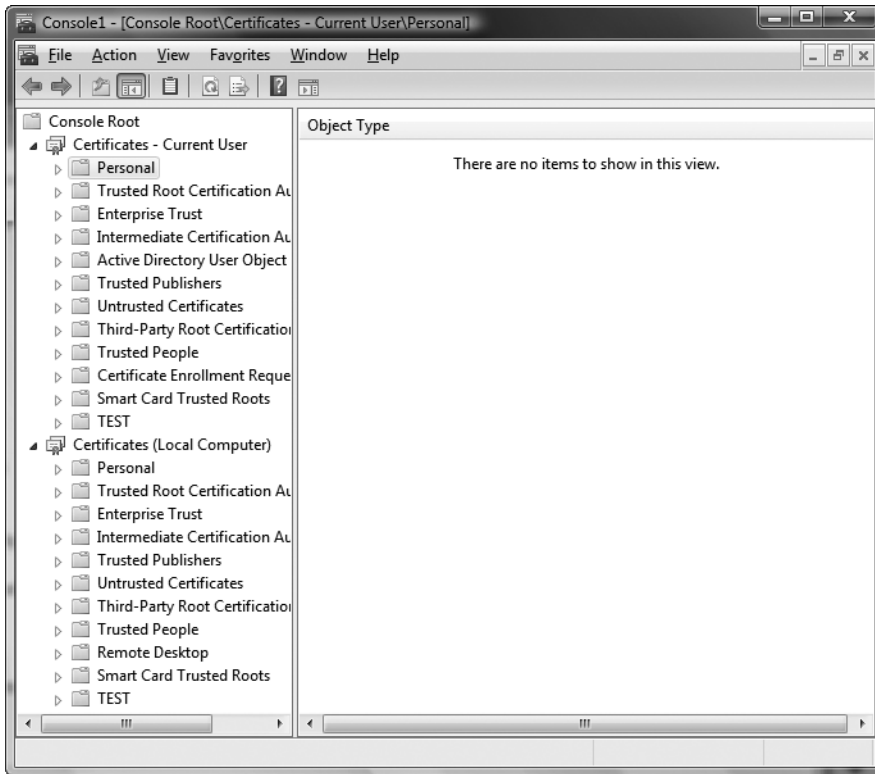 Console1 - [Console Root\Certificates - Current User\Personal]
File Action View Favorites Window Help
Console Root
Certificates - Current User
Personal
Trusted Root Certification Au
Enterprise Trust
Intermediate Certification Au
Active Directory User Object
Trusted Publishers
Untrusted Certificates
Third-Party Root Certification
Trusted People
Certificate Enrollment Reque
Smart Card Trusted Roots
TEST
Certificates (Local Computer)
Personal
Trusted Root Certification Au
Enterprise Trust
Intermediate Certification Au
Trusted Publishers
Untrusted Certificates
Third-Party Root Certification
Trusted People
Remote Desktop
Smart Card Trusted Roots
TEST
Object Type
There are no items to show in this view.